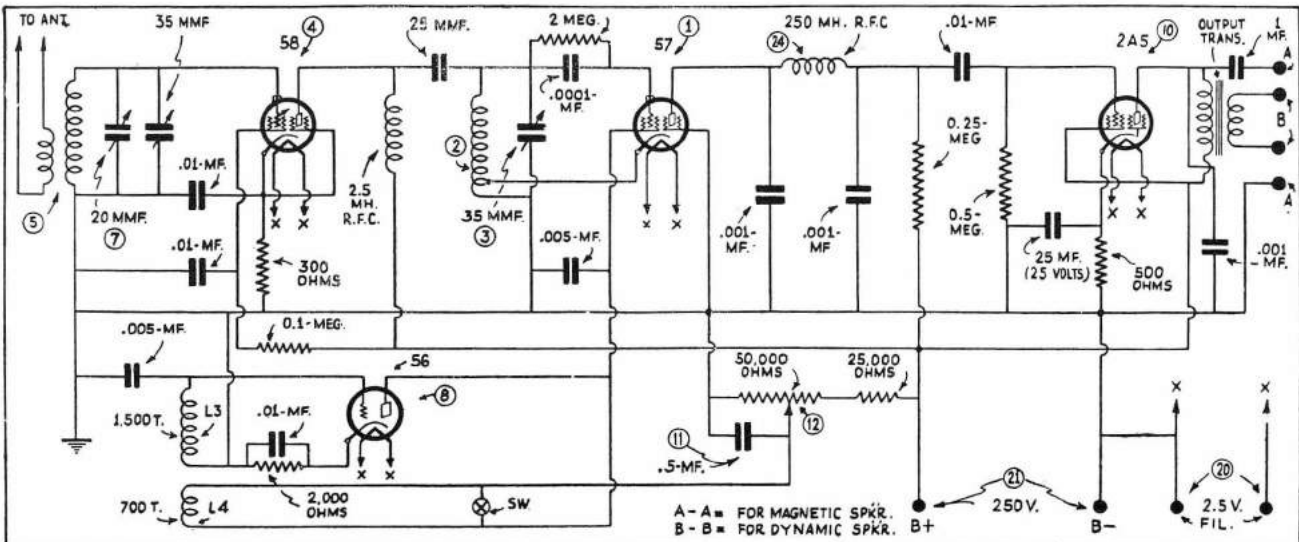 TO ANT.
35 MMF.
④
58
25 MMF.
2 MEG.
①
57
250 MH. R.F.C
㉔
.01-MF.
⑩
2A5
OUTPUT
TRANS.
1
MF.
A
B
A
.0001-
MF.
②
⑤
20 MMF.
⑦
.01-MF.
.01-MF.
X X
300
OHMS
2.5
MH.
R.F.C.
35 MMF.
③
.005-MF.
X X
.001-
MF.
.001-
MF
0.25-
MEG
0.5-
MEG.
25 MF.
(25 VOLTS)
X X
500
OHMS
.001
-MF.
.005-MF.
0.1-MEG.
56
⑧
50,000
OHMS
25,000
OHMS
⑫
1,500T.
L3
.01-MF.
X X
2,000
OHMS
⑪
.5-MF.
X X
700T.
L4
SW.
A-A= FOR MAGNETIC SPKR.
B-B= FOR DYNAMIC SPKR.
B+
㉑
250V.
B-
⑳
2.5 V.
FIL.